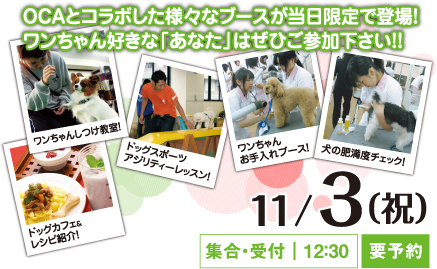 OCAとコラボした様々なブースが当日限定で登場!
ワンちゃん好きな「あなた」はぜひご参加下さい!!
ワンちゃんしつけ教室!
ドッグスポーツ
アジリティーレッスン!
ワンちゃん
お手入れブース!
犬の肥満度チェック!
ドッグカフェ&
レシピ紹介!
11/3(祝)
集合・受付|12:30 要予約